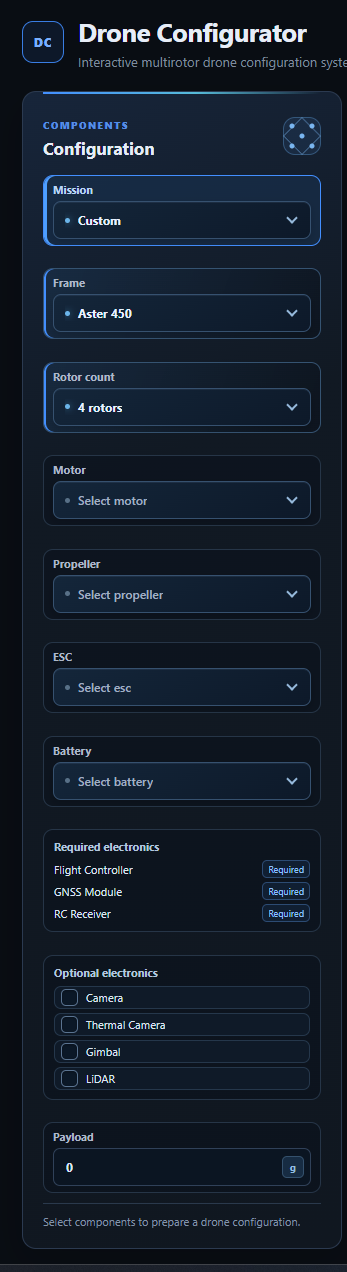 DC
Drone Configurator
Interactive multirotor drone configuration syste
COMPONENTS
Configuration
Mission
Custom
Frame
Aster 450
Rotor count
4 rotors
Motor
Select motor
Propeller
Select propeller
ESC
Select esc
Battery
Select battery
Required electronics
Flight Controller Required
GNSS Module Required
RC Receiver Required
Optional electronics
Camera
Thermal Camera
Gimbal
LiDAR
Payload
0 g
Select components to prepare a drone configuration.